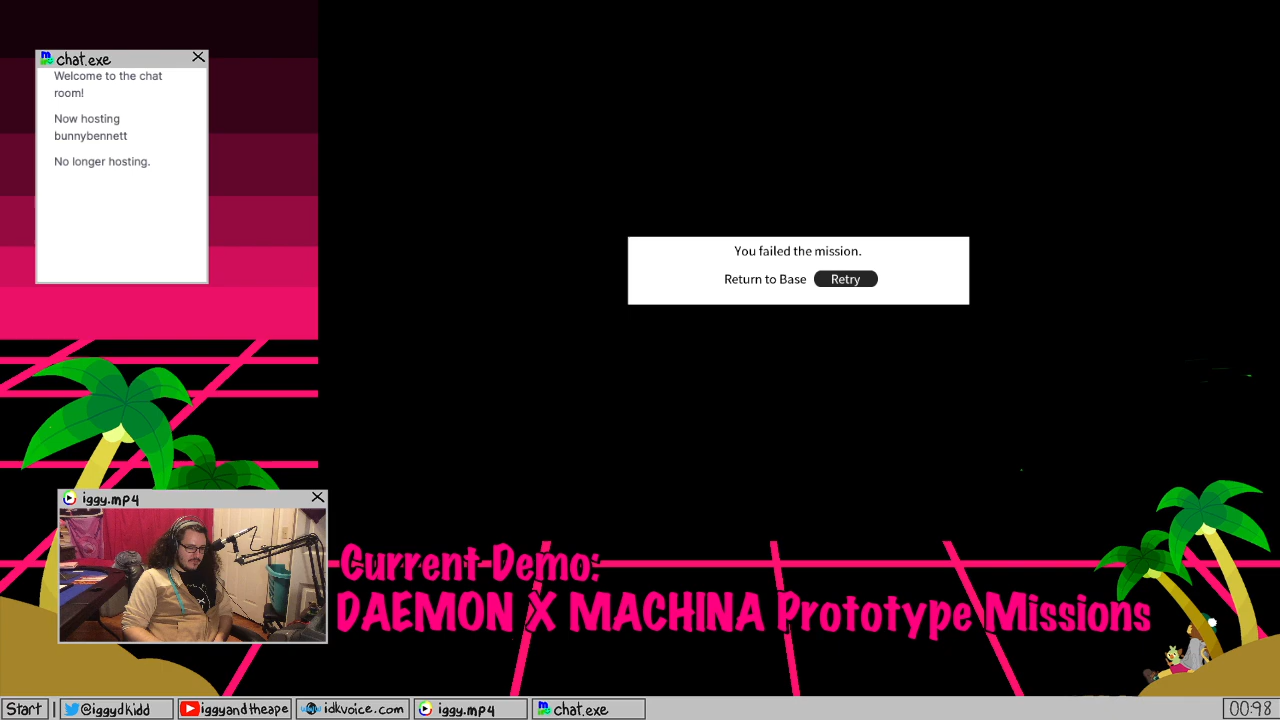 chat.exe
Welcome to the chat
room!
Now hosting
bunnybennett
No longer hosting.
You failed the mission.
Return to Base Retry
iggy.mp4
Current Demo:
DAEMON X MACHINA Prototype Missions
Start | @iggydkidd iggyandtheape www idkvoice.com iggy.mp4 chat.exe 00:98